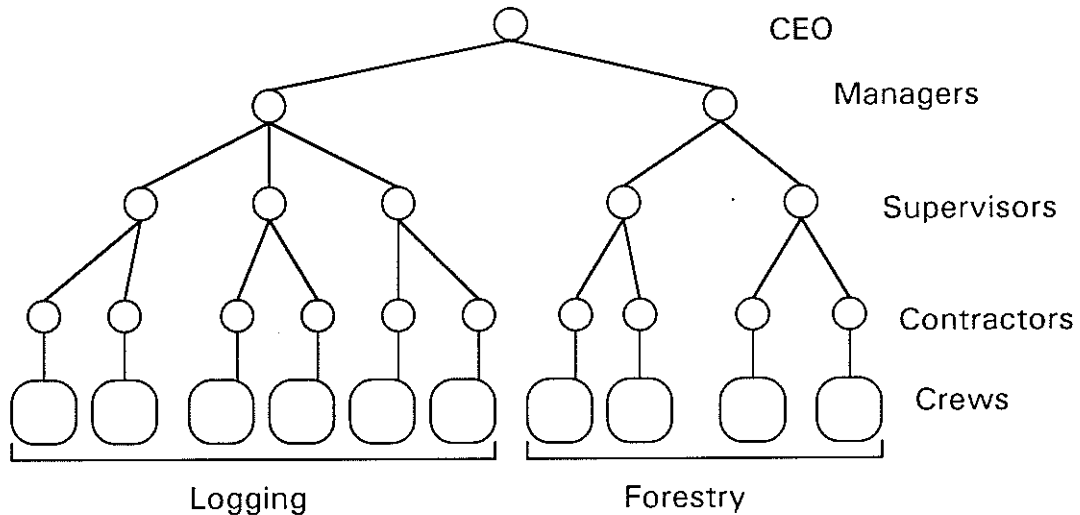 CEO
Managers
Supervisors
Contractors
Crews
Logging
Forestry